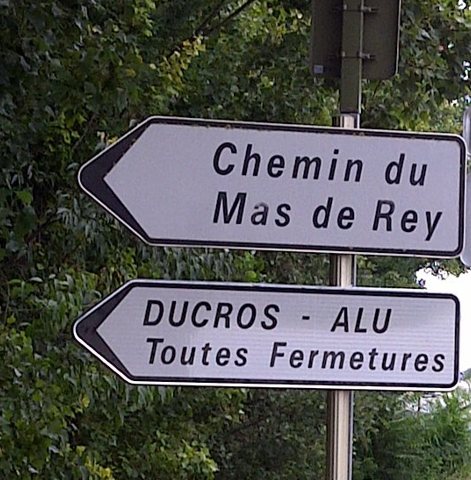 Chemin du
Mas de Rey
DUCROS - ALU
Toutes Fermetures